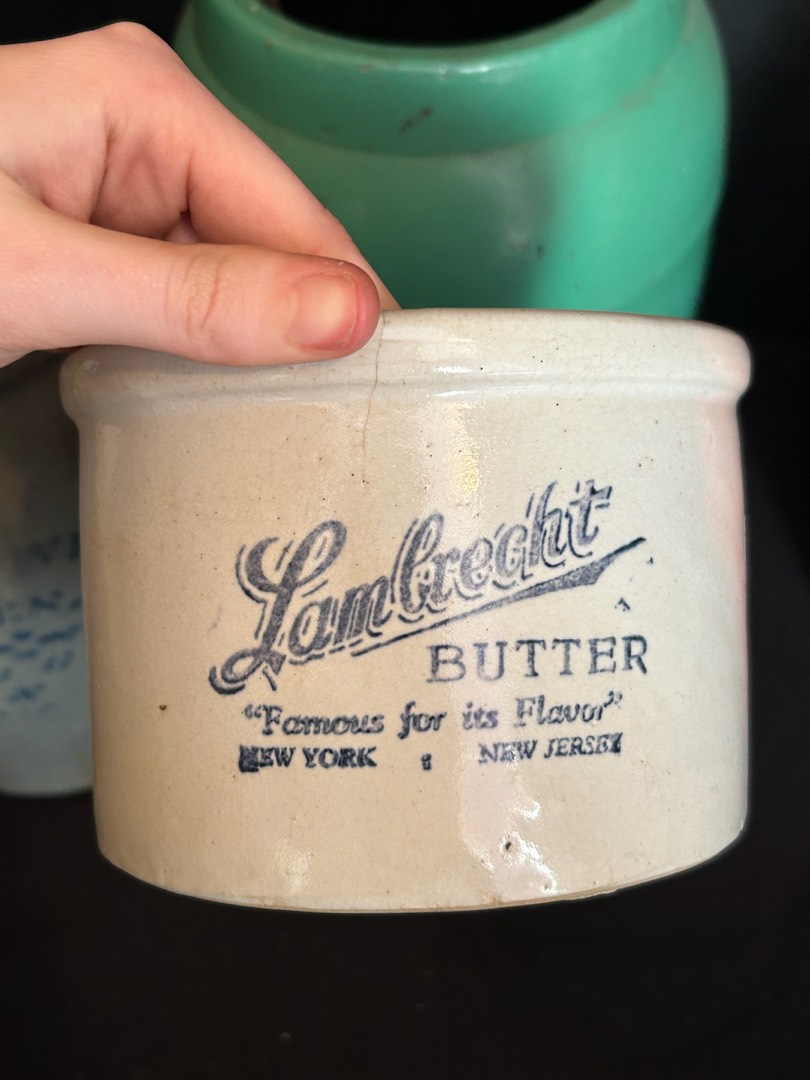 Lambrecht
BUTTER
"Famous for its Flavor"
NEW YORK : NEW JERSEY